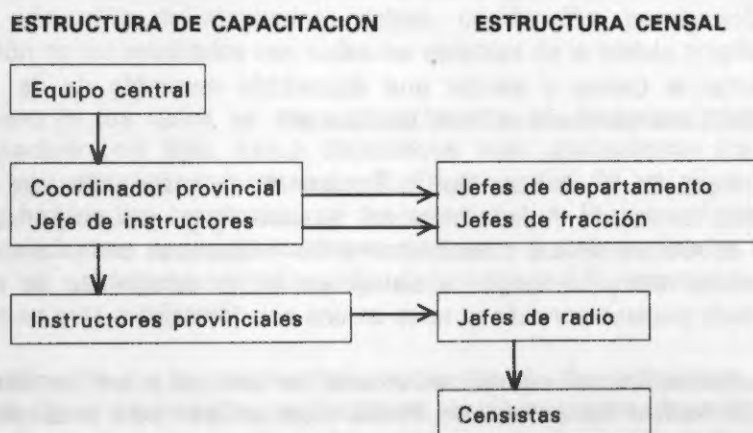 ESTRUCTURA DE CAPACITACION
ESTRUCTURA CENSAL
Equipo central
Coordinador provincial
Jefe de instructores
Jefes de departamento
Jefes de fracción
Instructores provinciales
Jefes de radio
Censistas